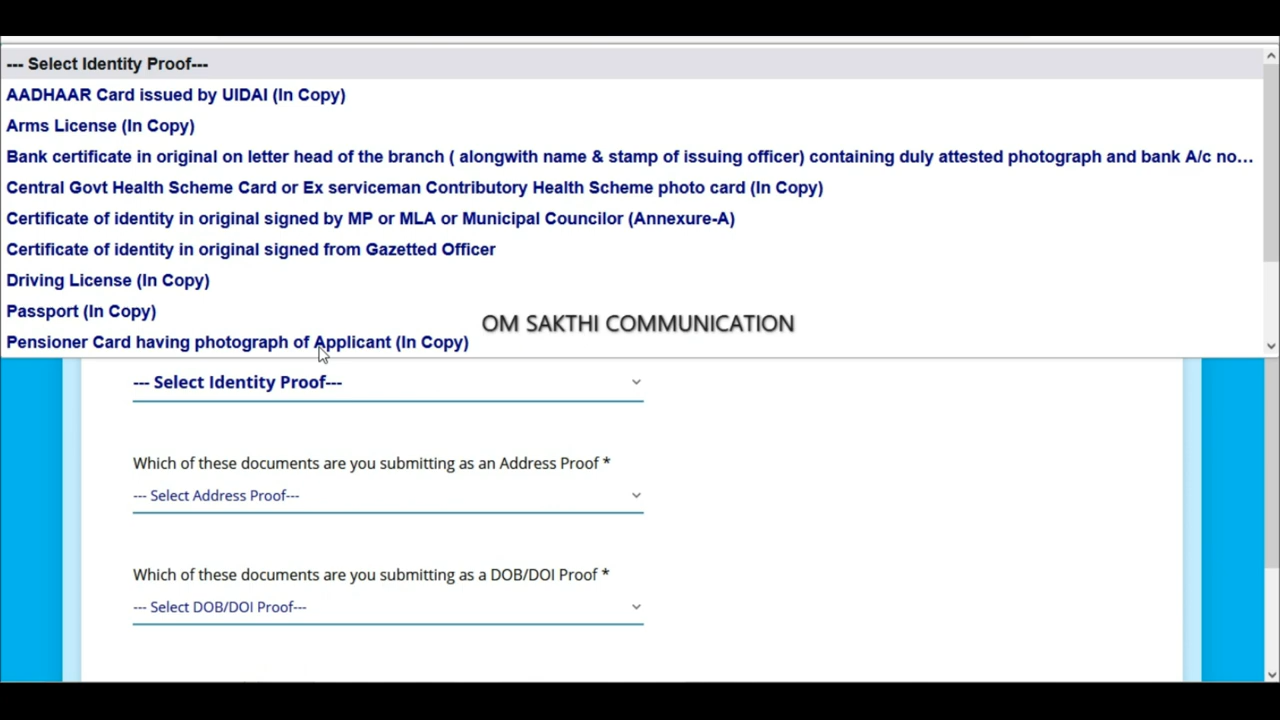 --- Select Identity Proof---
AADHAAR Card issued by UIDAI (In Copy)
Arms License (In Copy)
Bank certificate in original on letter head of the branch ( alongwith name & stamp of issuing officer) containing duly attested photograph and bank A/c no...
Central Govt Health Scheme Card or Ex serviceman Contributory Health Scheme photo card (In Copy)
Certificate of identity in original signed by MP or MLA or Municipal Councilor (Annexure-A)
Certificate of identity in original signed from Gazetted Officer
Driving License (In Copy)
Passport (In Copy)
OM SAKTHI COMMUNICATION
Pensioner Card having photograph of Applicant (In Copy)
--- Select Identity Proof---
Which of these documents are you submitting as an Address Proof *
--- Select Address Proof---
Which of these documents are you submitting as a DOB/DOI Proof *
--- Select DOB/DOI Proof---